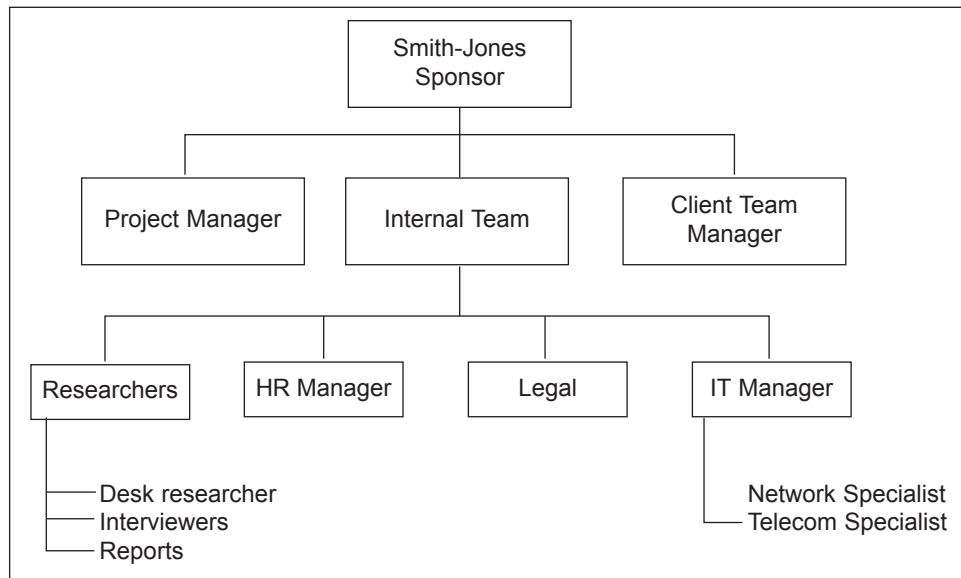 Smith-Jones
Sponsor
Project Manager
Internal Team
Client Team
Manager
Researchers
HR Manager
Legal
IT Manager
Desk researcher
Interviewers
Reports
Network Specialist
Telecom Specialist